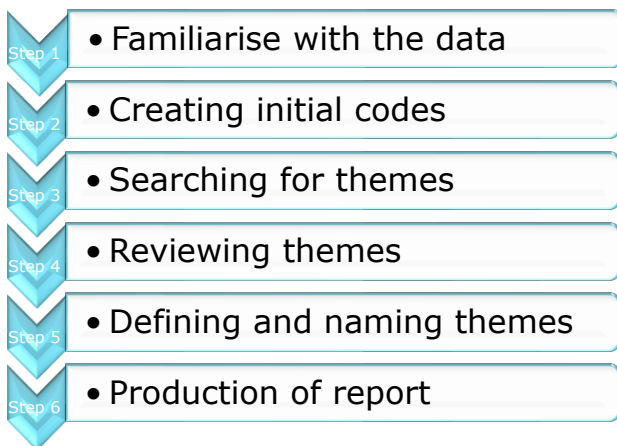 Step 1
• Familiarise with the data
Step 2
• Creating initial codes
Step 3
• Searching for themes
Step 4
• Reviewing themes
Step 5
• Defining and naming themes
Step 6
• Production of report